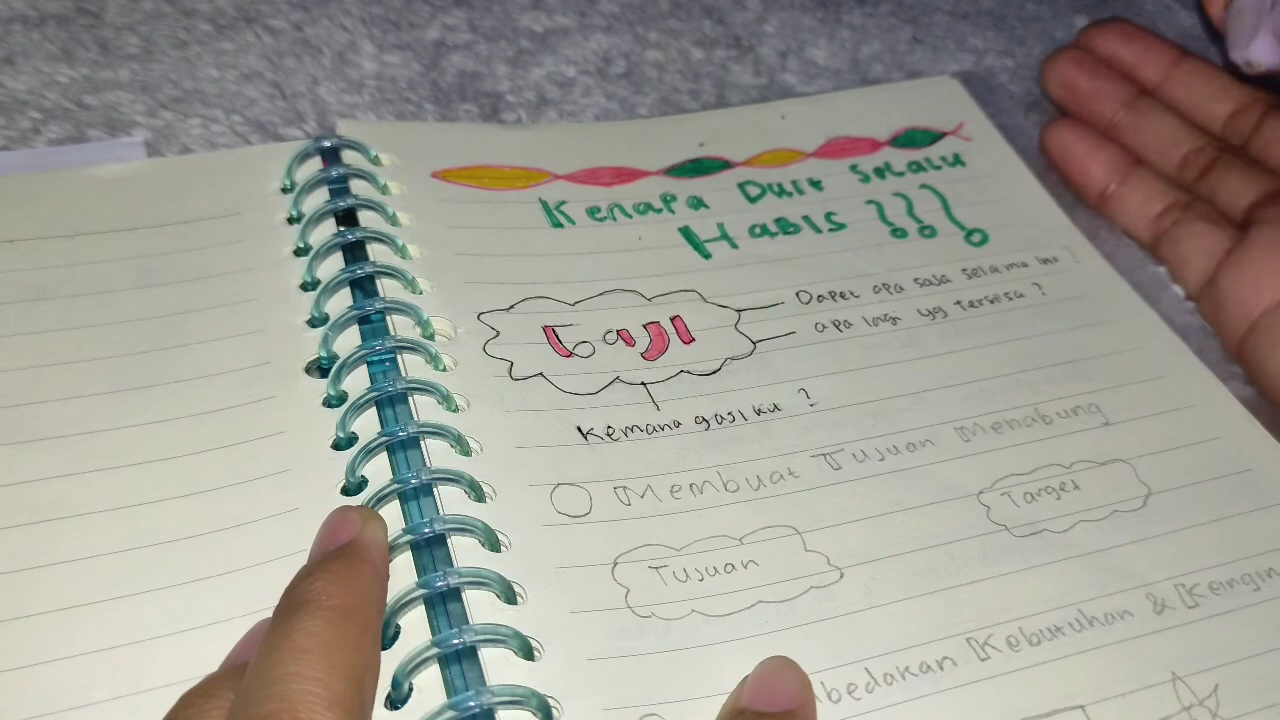 Kenapa Duit Selalu
Habis ???
Gaji
Dapet apa saja selama ini ?
apa lagi yg Tersisa ?
Kemana gajiku ?
Membuat Tujuan Menabung
Target
Tujuan
bedakan Kebutuhan & Keingin